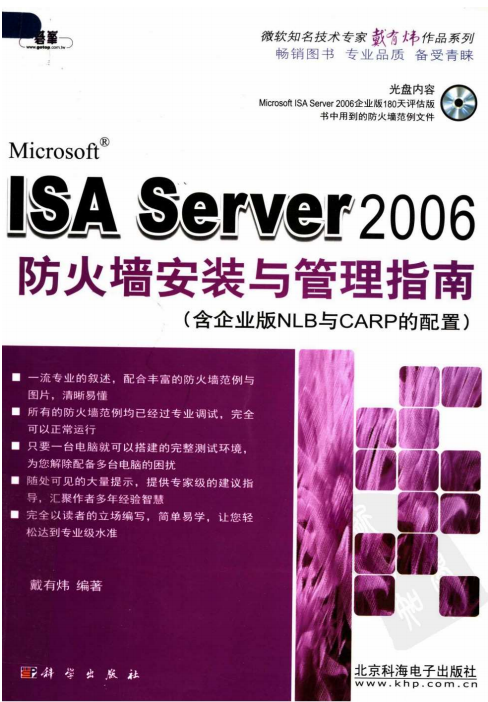 碁峯
www.gotop.com.tw
微软知名技术专家戴有炜作品系列
畅销图书 专业品质 备受青睐
光盘内容
Microsoft ISA Server 2006企业版180天评估版
书中用到的防火墙范例文件
Microsoft®
ISA Server 2006
防火墙安装与管理指南
(含企业版NLB与CARP的配置)
■ 一流专业的叙述，配合丰富的防火墙范例与
图片，清晰易懂
■ 所有的防火墙范例均已经过专业调试，完全
可以正常运行
■ 只要一台电脑就可以搭建的完整测试环境，
为您解除配备多台电脑的困扰
■ 随处可见的大量提示，提供专家级的建议指
导，汇聚作者多年经验智慧
■ 完全以读者的立场编写，简单易学，让您轻
松达到专业级水准
戴有炜 编著
科学出版社
北京科海电子出版社
www.khp.com.cn